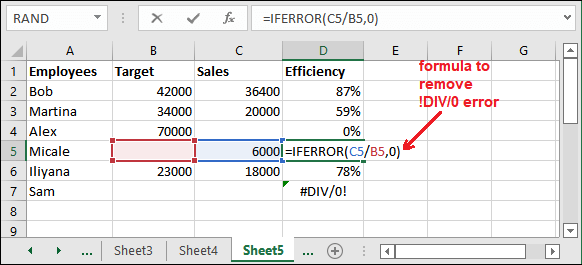 RAND
=IFERROR(C5/B5,0)
A B C D E F G
1 Employees Target Sales Efficiency
2 Bob 42000 36400 87%
3 Martina 34000 20000 59%
4 Alex 70000 0%
5 Micale 6000 =IFERROR(C5/B5,0)
6 Iliyana 23000 18000 78%
7 Sam #DIV/0!
8
formula to
remove
!DIV/0 error
... Sheet3 Sheet4 Sheet5 ...